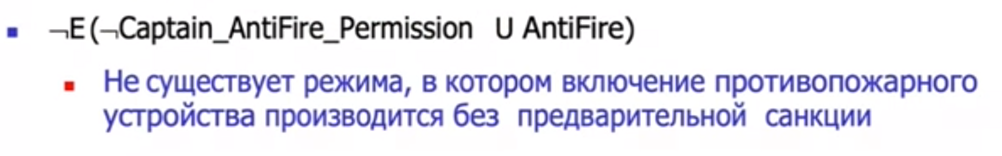 ¬E(¬Captain_AntiFire_Permission U AntiFire)
Не существует режима, в котором включение противопожарного
устройства производится без предварительной санкции